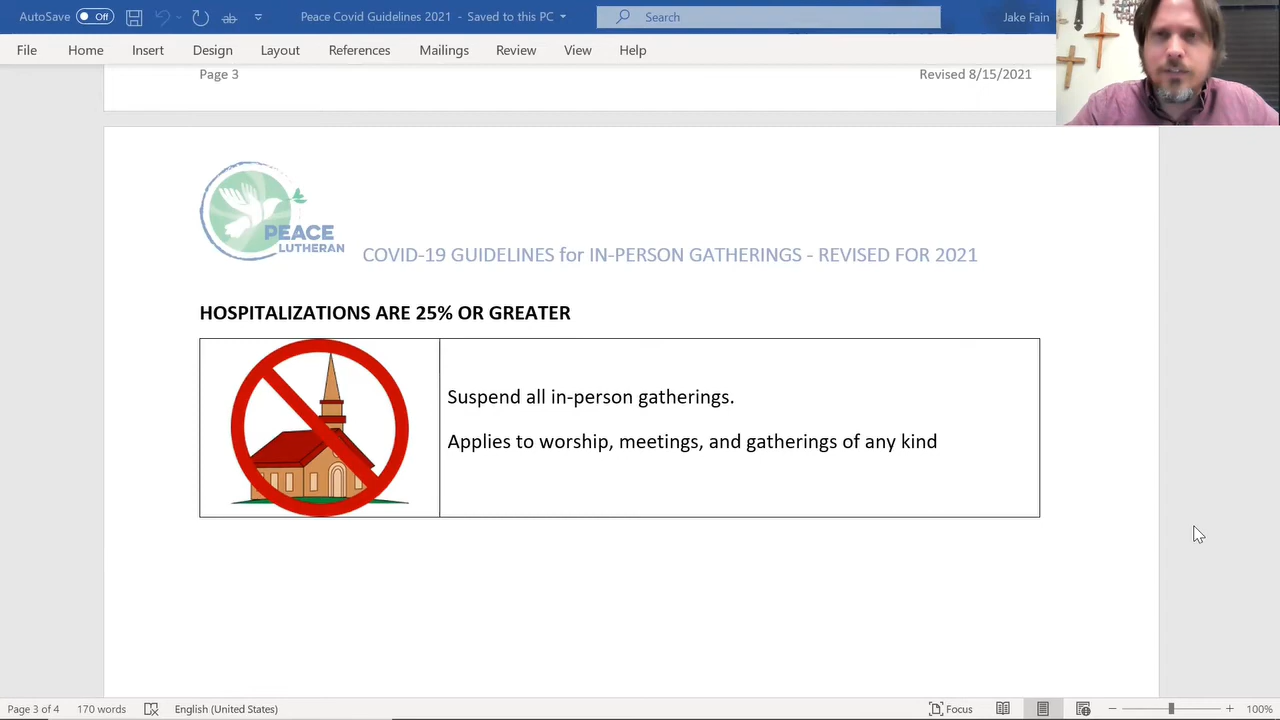 AutoSave Off Peace Covid Guidelines 2021 - Saved to this PC Search Jake Fain
File Home Insert Design Layout References Mailings Review View Help
Page 3 Revised 8/15/2021
PEACE
LUTHERAN
COVID-19 GUIDELINES for IN-PERSON GATHERINGS - REVISED FOR 2021
HOSPITALIZATIONS ARE 25% OR GREATER
Suspend all in-person gatherings.
Applies to worship, meetings, and gatherings of any kind
Page 3 of 4 170 words English (United States) Focus 100%